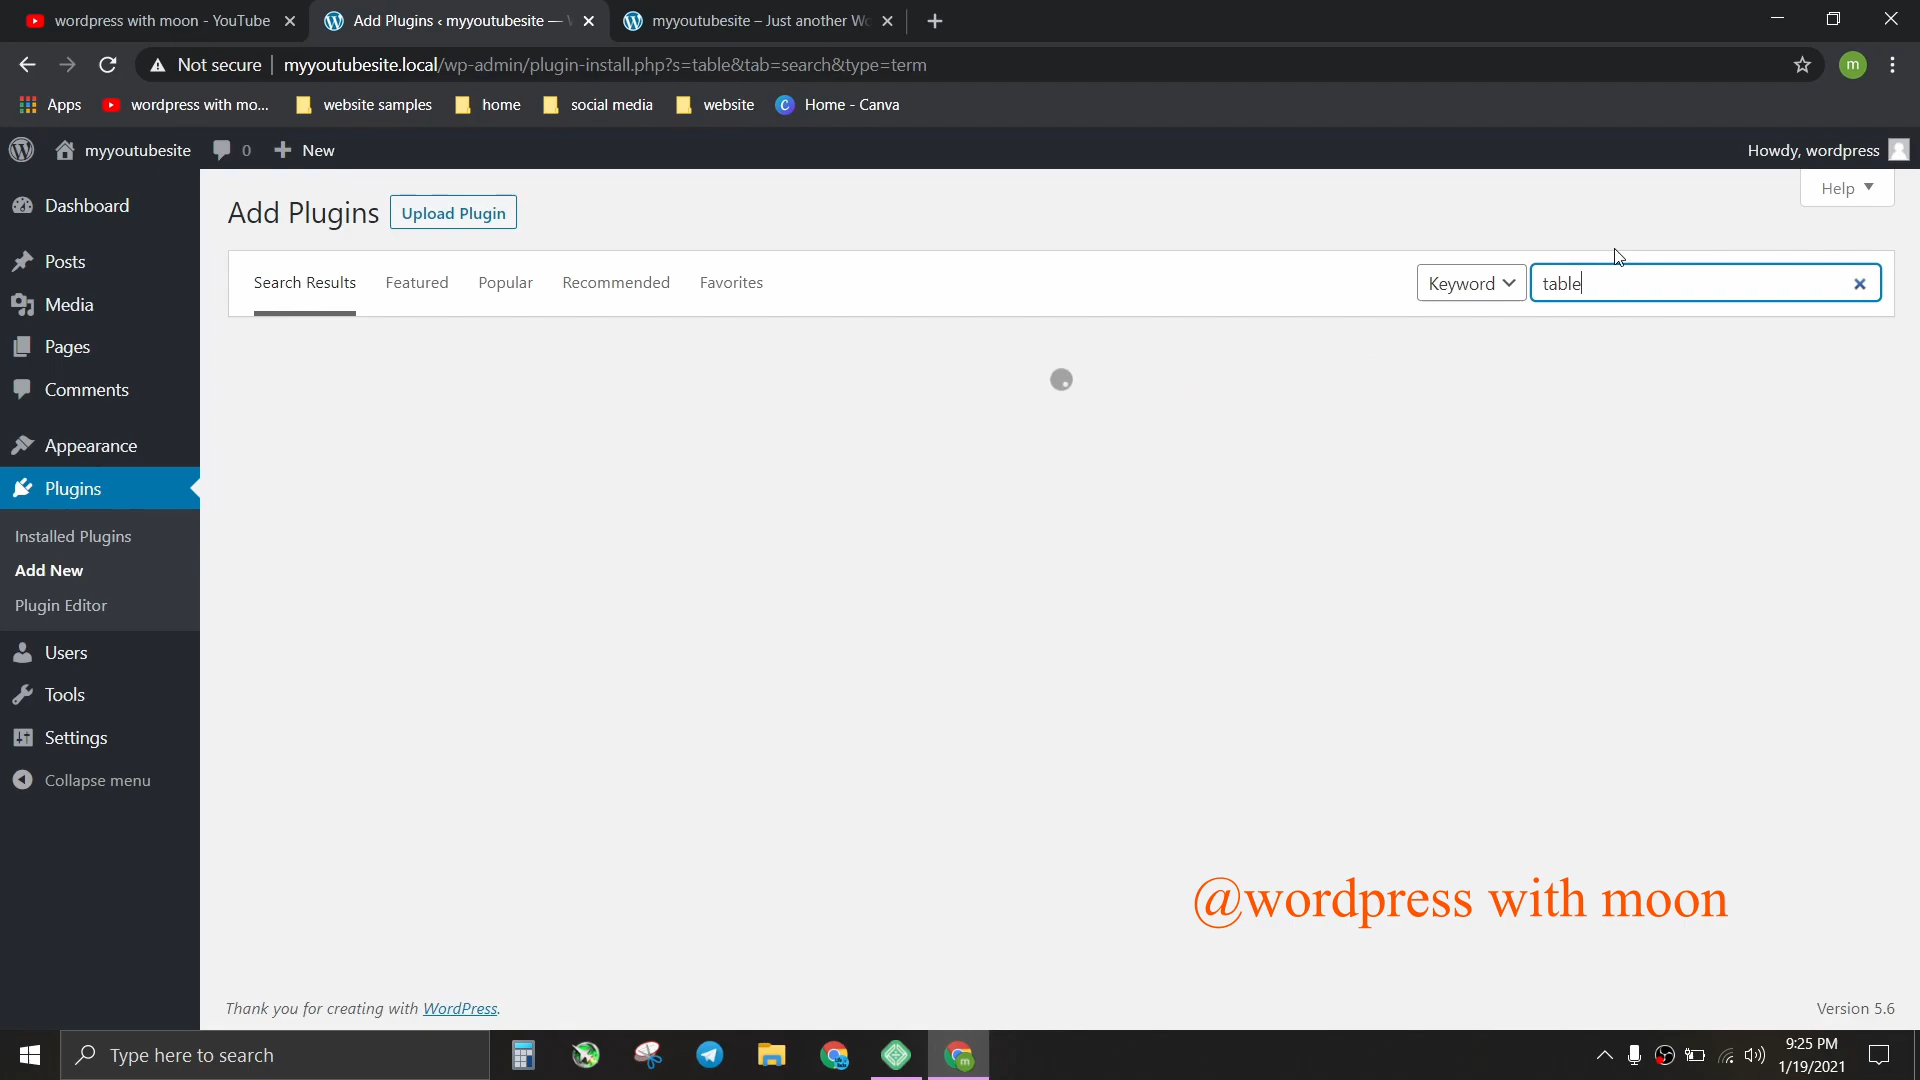 wordpress with moon - YouTube
Add Plugins ‹ myyoutubesite —
myyoutubesite – Just another Wo
Not secure
myyoutubesite.local/wp-admin/plugin-install.php?s=table&tab=search&type=term
m
Apps
wordpress with mo...
website samples
home
social media
website
Home - Canva
myyoutubesite
0
New
Howdy, wordpress
Help
Dashboard
Posts
Media
Pages
Comments
Appearance
Plugins
Installed Plugins
Add New
Plugin Editor
Users
Tools
Settings
Collapse menu
Add Plugins
Upload Plugin
Search Results
Featured
Popular
Recommended
Favorites
Keyword
table
@wordpress with moon
Thank you for creating with WordPress.
Version 5.6
Type here to search
9:25 PM
1/19/2021